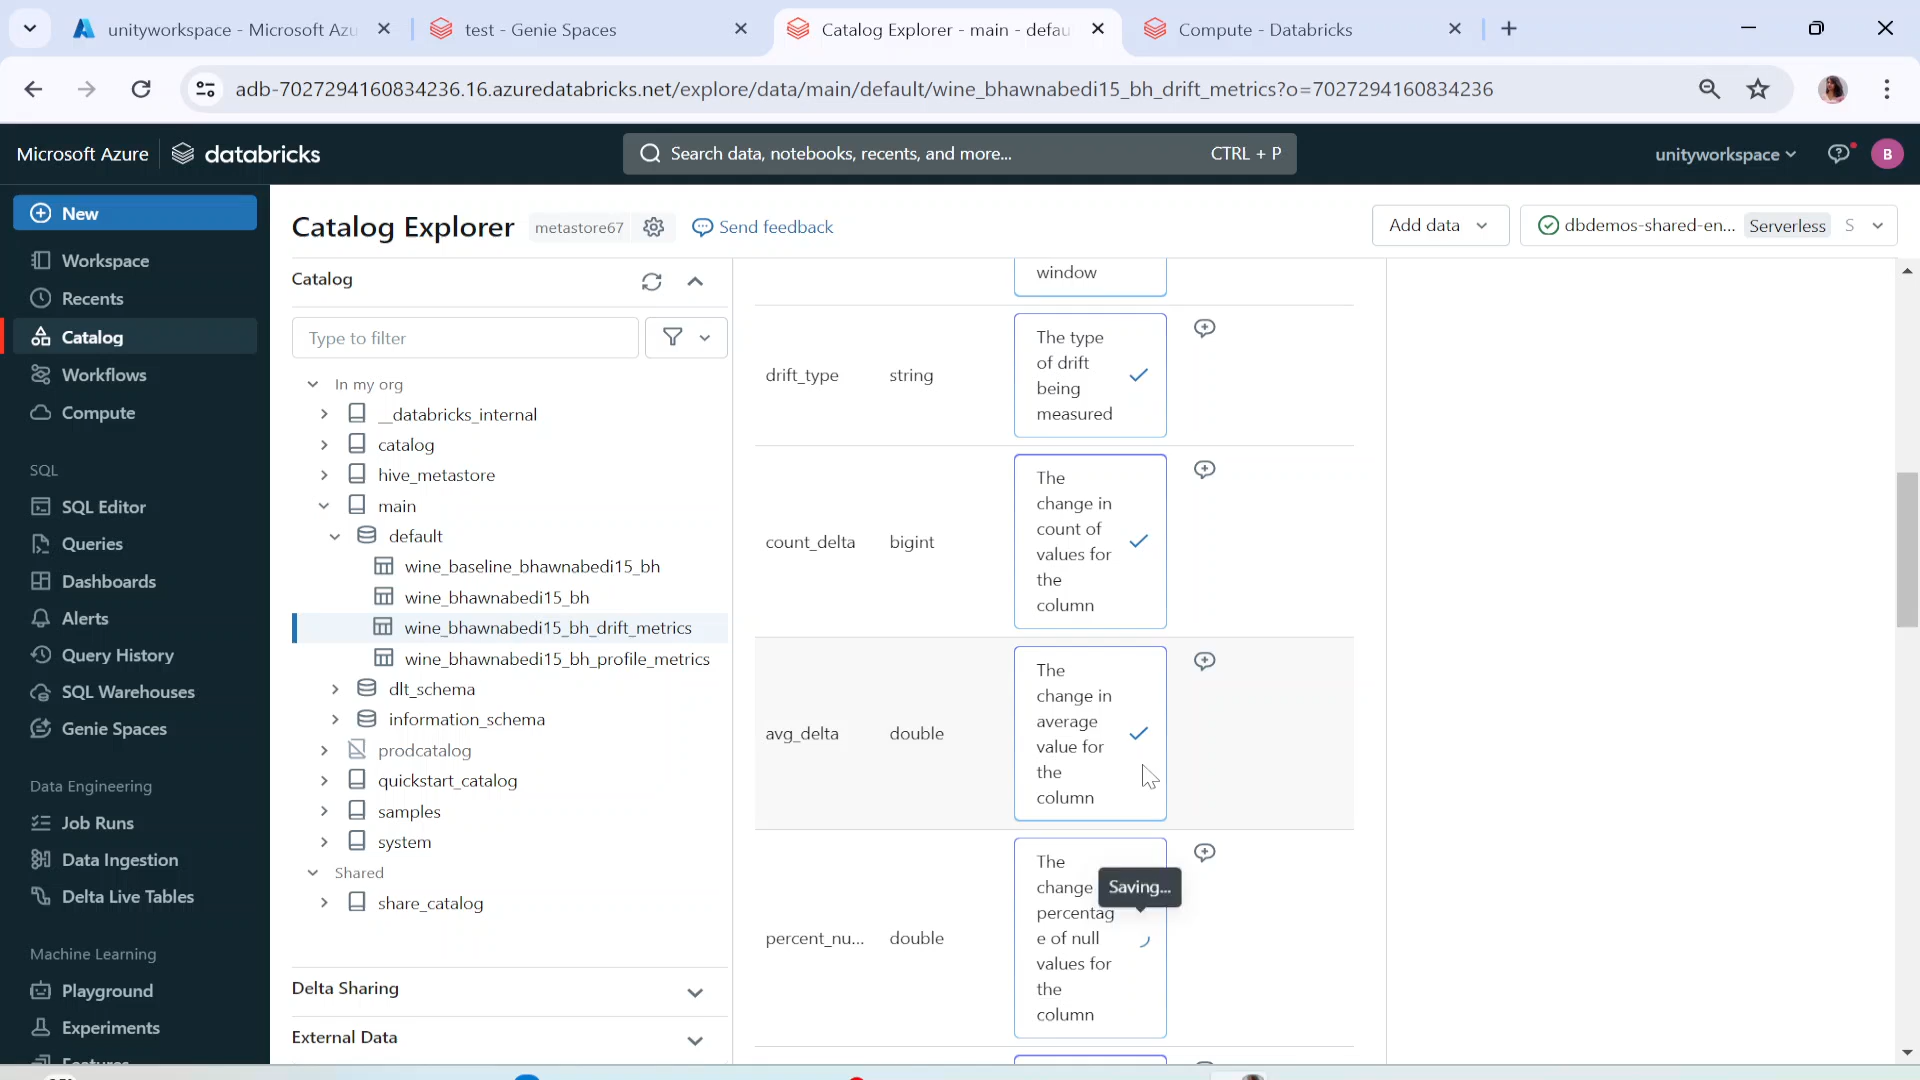 unityworkspace - Microsoft Azu
test - Genie Spaces
Catalog Explorer - main - defau
Compute - Databricks
adb-7027294160834236.16.azuredatabricks.net/explore/data/main/default/wine_bhawnabedi15_bh_drift_metrics?o=7027294160834236
Microsoft Azure
databricks
Search data, notebooks, recents, and more...
CTRL + P
unityworkspace
B
New
Workspace
Recents
Catalog
Workflows
Compute
SQL
SQL Editor
Queries
Dashboards
Alerts
Query History
SQL Warehouses
Genie Spaces
Data Engineering
Job Runs
Data Ingestion
Delta Live Tables
Machine Learning
Playground
Experiments
Features
Catalog Explorer
metastore67
Send feedback
Add data
dbdemos-shared-en...
Serverless
S
Catalog
Type to filter
In my org
__databricks_internal
catalog
hive_metastore
main
default
wine_baseline_bhawnabedi15_bh
wine_bhawnabedi15_bh
wine_bhawnabedi15_bh_drift_metrics
wine_bhawnabedi15_bh_profile_metrics
dlt_schema
information_schema
prodcatalog
quickstart_catalog
samples
system
Shared
share_catalog
Delta Sharing
External Data
window
drift_type
string
The type
of drift
being
measured
count_delta
bigint
The
change in
count of
values for
the
column
avg_delta
double
The
change in
average
value for
the
column
percent_nu...
double
The
change
percentag
e of null
values for
the
column
Saving...